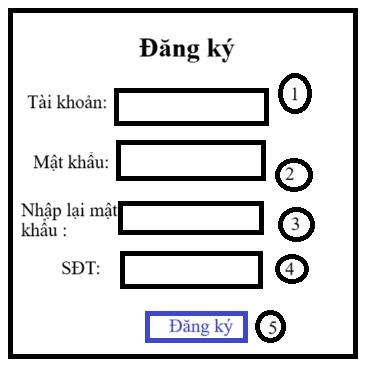 Đăng ký
Tài khoản: 1
Mật khẩu: 2
Nhập lại mật
khẩu : 3
SĐT: 4
Đăng ký 5